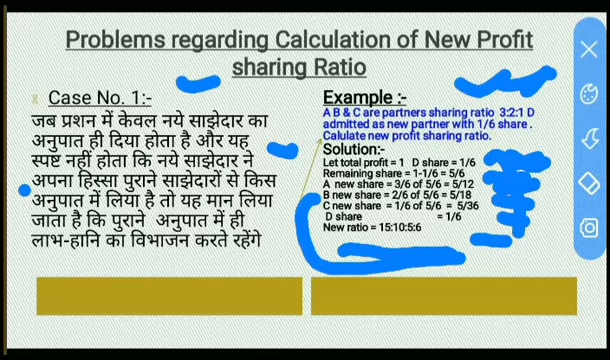 Problems regarding Calculation of New Profit
sharing Ratio
Case No. 1:-
जब प्रशन में केवल नये साझेदार का
अनुपात ही दिया होता है और यह
स्पष्ट नहीं होता कि नये साझेदार ने
अपना हिस्सा पुराने साझेदारों से किस
अनुपात में लिया है तो यह मान लिया
जाता है कि पुराने अनुपात में ही
लाभ-हानि का विभाजन करते रहेंगे
Example :-
A B & C are partners sharing ratio 3:2:1 D
admitted as new partner with 1/6 share .
Calulate new profit sharing ratio.
Solution:-
Let total profit = 1 D share = 1/6
Remaining share = 1-1/6 = 5/6
A new share = 3/6 of 5/6 = 5/12
B new share = 2/6 of 5/6 = 5/18
C new share = 1/6 of 5/6 = 5/36
D share = 1/6
New ratio = 15:10:5:6